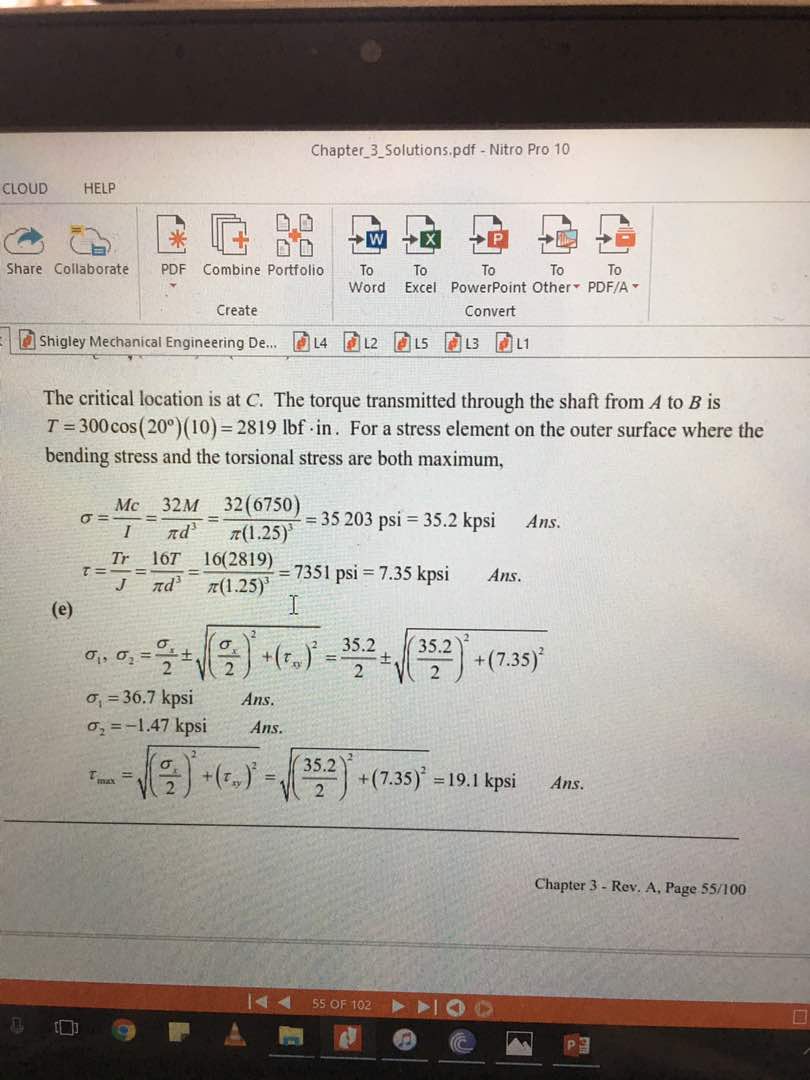 Chapter_3_Solutions.pdf - Nitro Pro 10
CLOUD HELP
Share Collaborate PDF Combine Portfolio To Word To Excel To PowerPoint To Other To PDF/A
Create Convert
Shigley Mechanical Engineering De... L4 L2 L5 L3 L1
The critical location is at C. The torque transmitted through the shaft from A to B is
T = 300cos(20º)(10) = 2819 lbf·in. For a stress element on the outer surface where the
bending stress and the torsional stress are both maximum,
σ = Mc/I = 32M/πd³ = 32(6750)/π(1.25)³ = 35 203 psi = 35.2 kpsi Ans.
τ = Tr/J = 16T/πd³ = 16(2819)/π(1.25)³ = 7351 psi = 7.35 kpsi Ans.
(e)
σ₁, σ₂ = σₓ/2 ± √((σₓ/2)² + (τₓᵧ)²) = 35.2/2 ± √((35.2/2)² + (7.35)²)
σ₁ = 36.7 kpsi Ans.
σ₂ = −1.47 kpsi Ans.
τmax = √((σₓ/2)² + (τₓᵧ)²) = √((35.2/2)² + (7.35)²) = 19.1 kpsi Ans.
Chapter 3 - Rev. A, Page 55/100
55 OF 102